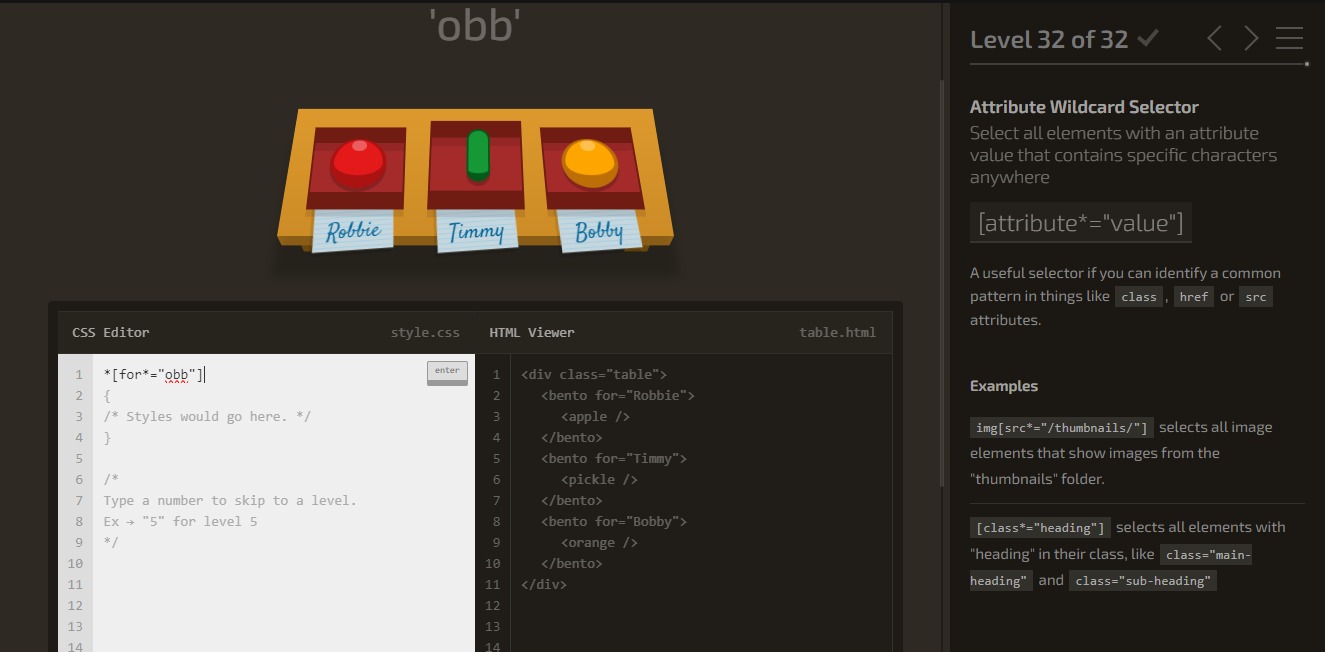 'obb'
Robbie
Timmy
Bobby
CSS Editor
style.css
1 *[for*="obb"]
enter
2 {
3 /* Styles would go here. */
4 }
5
6 /*
7 Type a number to skip to a level.
8 Ex → "5" for level 5
9 */
10
11
12
13
14
HTML Viewer
table.html
1 <div class="table">
2 <bento for="Robbie">
3 <apple />
4 </bento>
5 <bento for="Timmy">
6 <pickle />
7 </bento>
8 <bento for="Bobby">
9 <orange />
10 </bento>
11 </div>
12
13
14
Level 32 of 32
Attribute Wildcard Selector
Select all elements with an attribute
value that contains specific characters
anywhere
[attribute*="value"]
A useful selector if you can identify a common
pattern in things like class , href or src
attributes.
Examples
img[src*="/thumbnails/"] selects all image
elements that show images from the
"thumbnails" folder.
[class*="heading"] selects all elements with
"heading" in their class, like class="main-
heading" and class="sub-heading"